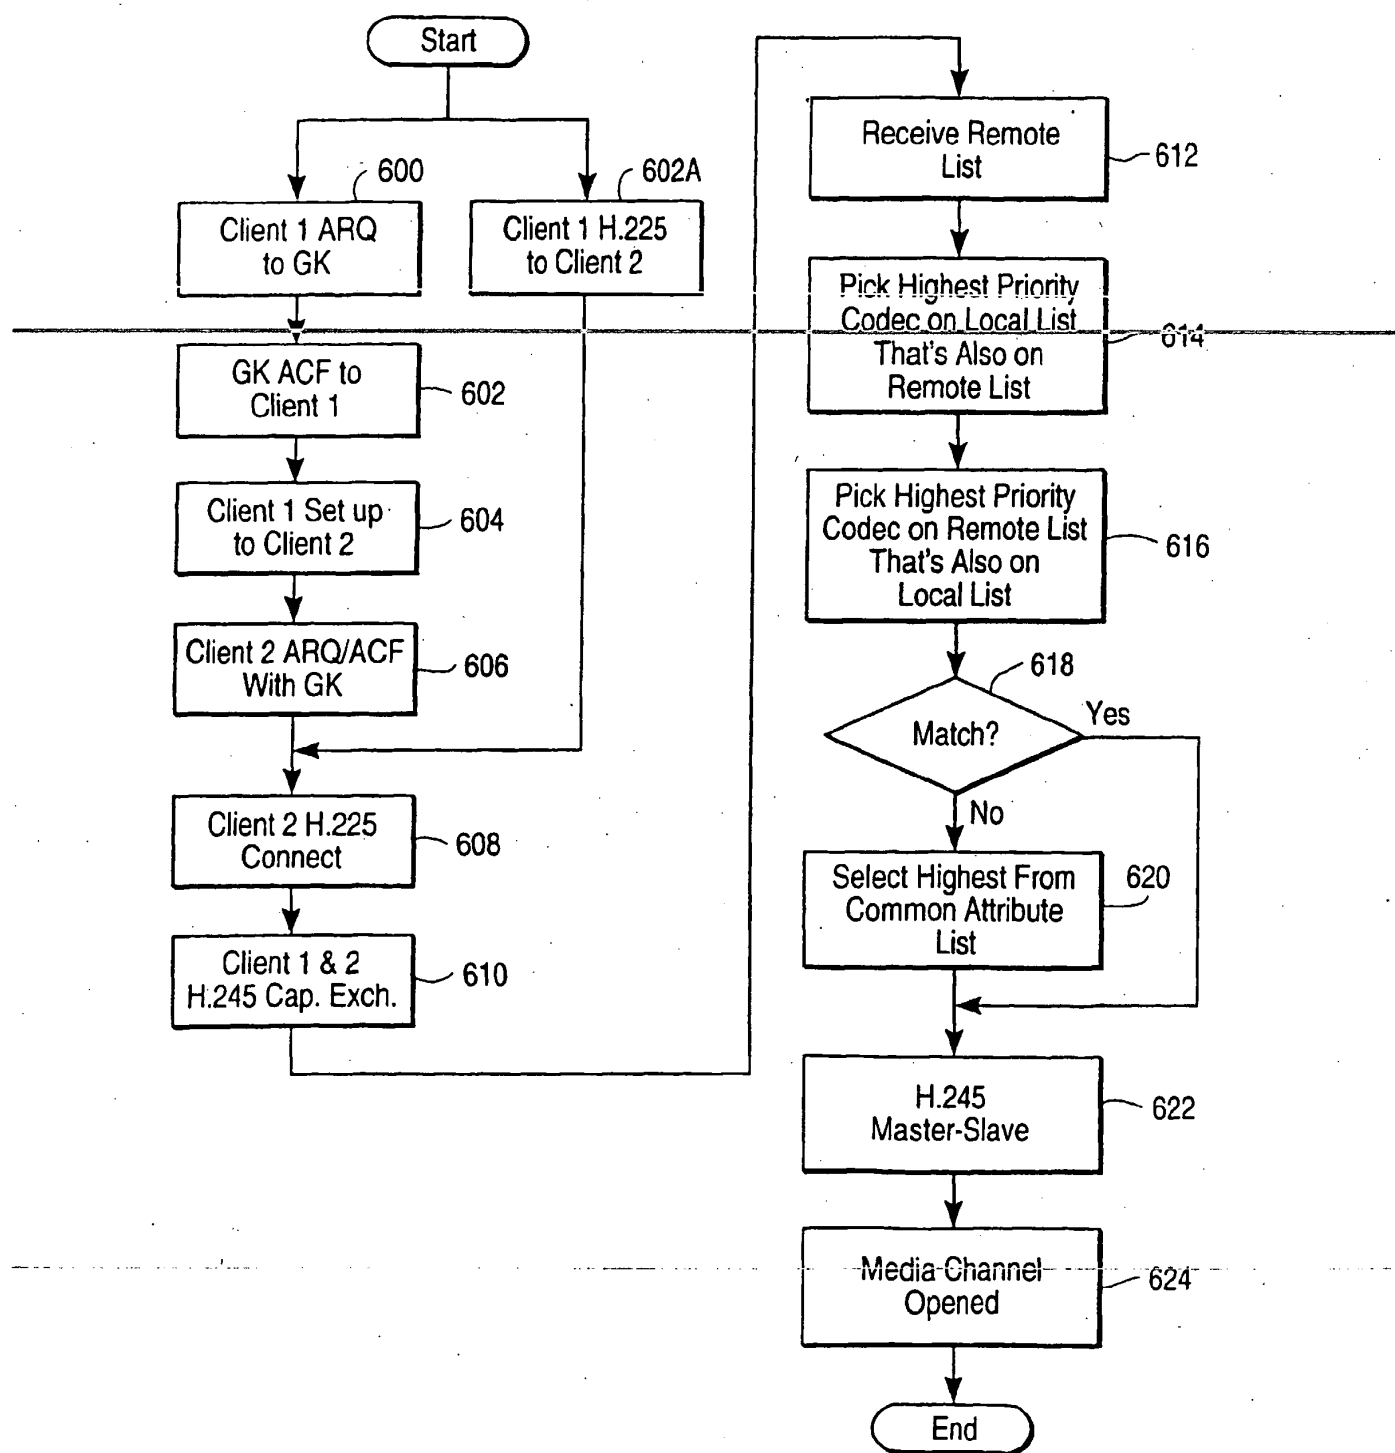 Start
600
Client 1 ARQ
to GK
602A
Client 1 H.225
to Client 2
GK ACF to
Client 1
602
Client 1 Set up
to Client 2
604
Client 2 ARQ/ACF
With GK
606
Client 2 H.225
Connect
608
Client 1 & 2
H.245 Cap. Exch.
610
Receive Remote
List
612
Pick Highest Priority
Codec on Local List
That's Also on
Remote List
614
Pick Highest Priority
Codec on Remote List
That's Also on
Local List
616
618
Match?
Yes
No
Select Highest From
Common Attribute
List
620
H.245
Master-Slave
622
Media Channel
Opened
624
End